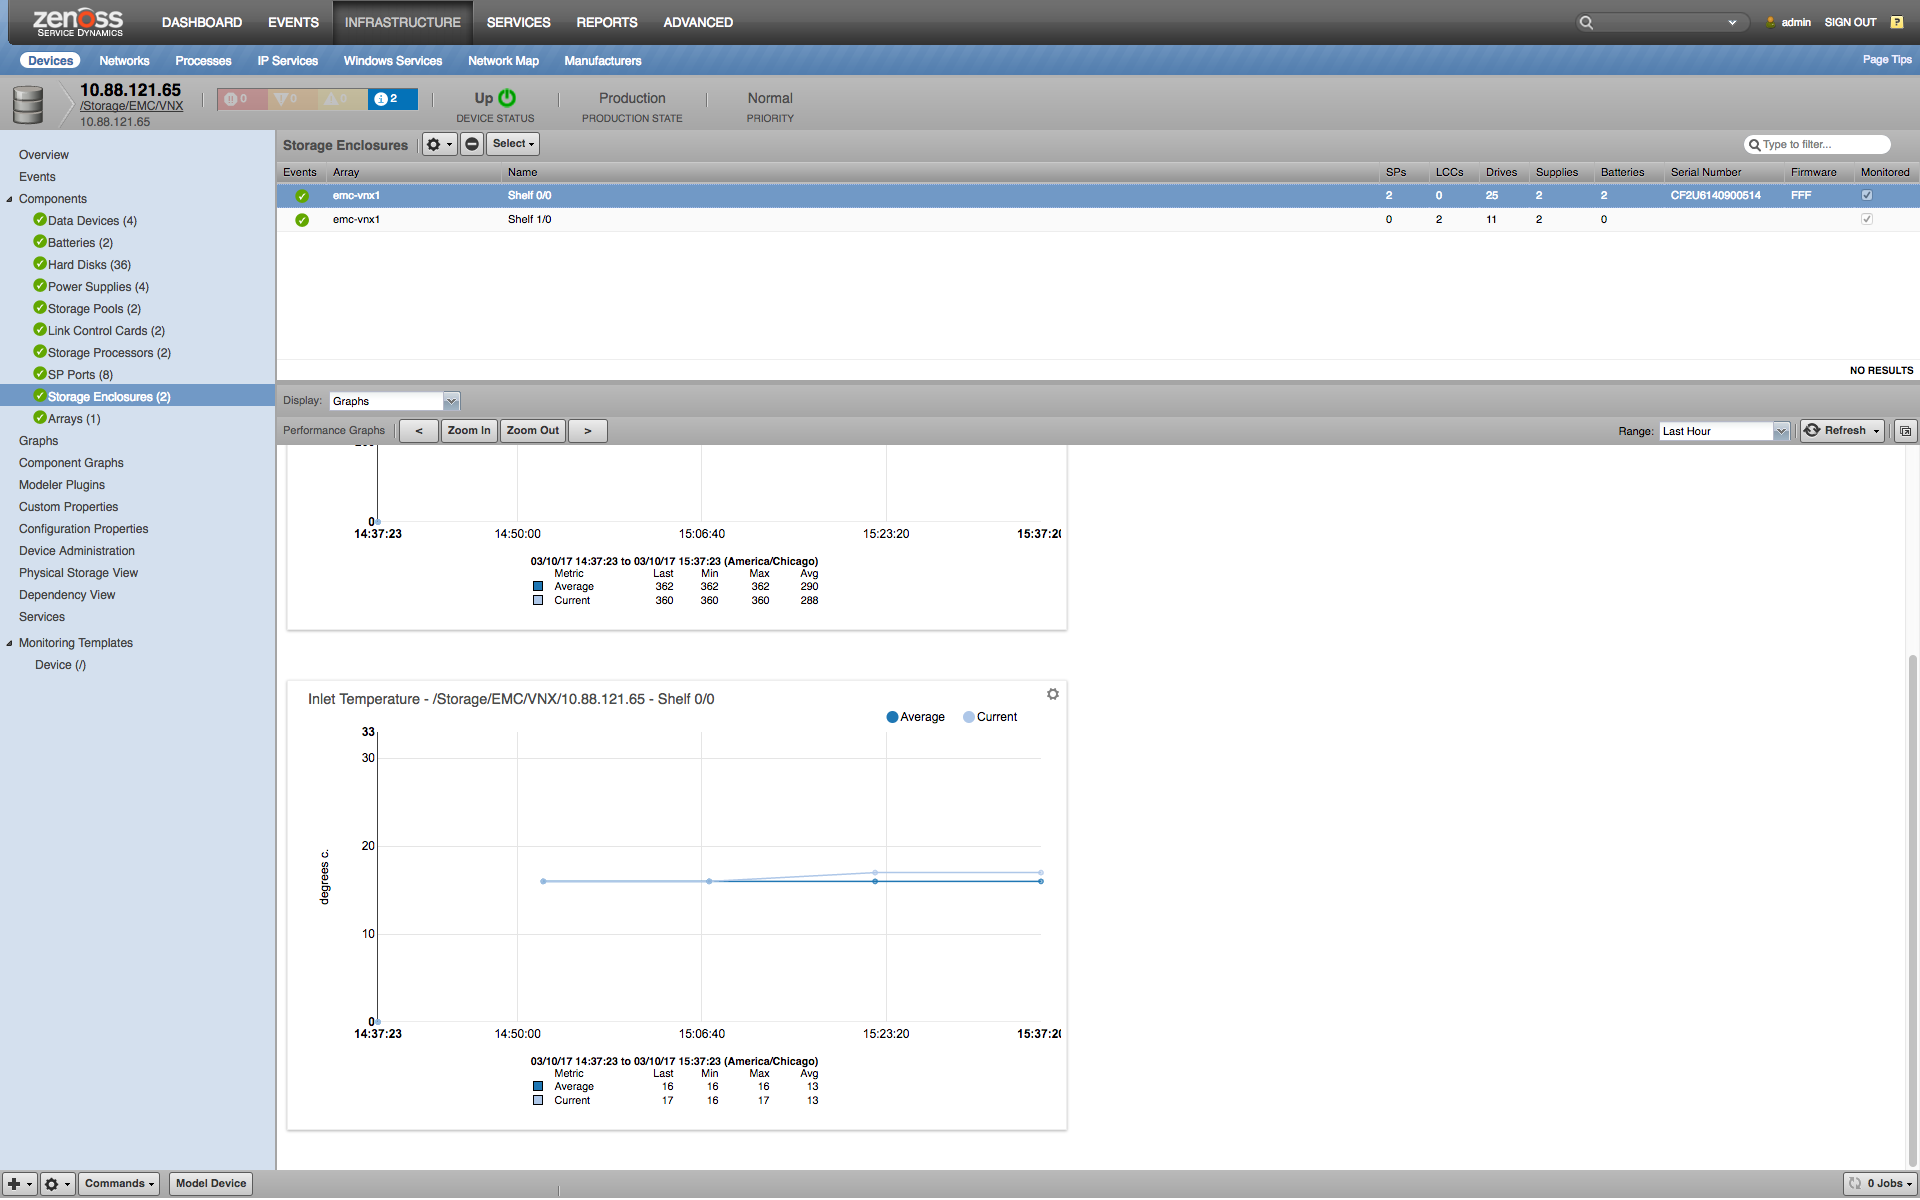 zenoss
SERVICE DYNAMICS
DASHBOARD EVENTS INFRASTRUCTURE SERVICES REPORTS ADVANCED
admin SIGN OUT ?
Devices Networks Processes IP Services Windows Services Network Map Manufacturers
Page Tips
10.88.121.65
/Storage/EMC/VNX
10.88.121.65
0 0 0 2
Up
DEVICE STATUS
Production
PRODUCTION STATE
Normal
PRIORITY
Overview
Events
Components
Data Devices (4)
Batteries (2)
Hard Disks (36)
Power Supplies (4)
Storage Pools (2)
Link Control Cards (2)
Storage Processors (2)
SP Ports (8)
Storage Enclosures (2)
Arrays (1)
Graphs
Component Graphs
Modeler Plugins
Custom Properties
Configuration Properties
Device Administration
Physical Storage View
Dependency View
Services
Monitoring Templates
Device (/)
Storage Enclosures
Select
Type to filter...
Events Array Name SPs LCCs Drives Supplies Batteries Serial Number Firmware Monitored
emc-vnx1 Shelf 0/0 2 0 25 2 2 CF2U6140900514 FFF
emc-vnx1 Shelf 1/0 0 2 11 2 0
NO RESULTS
Display: Graphs
Performance Graphs < Zoom In Zoom Out > Range: Last Hour Refresh
0
14:37:23 14:50:00 15:06:40 15:23:20 15:37:20
03/10/17 14:37:23 to 03/10/17 15:37:23 (America/Chicago)
Metric Last Min Max Avg
Average 362 362 362 290
Current 360 360 360 288
Inlet Temperature - /Storage/EMC/VNX/10.88.121.65 - Shelf 0/0
Average Current
33
30
20
degrees c.
10
0
14:37:23 14:50:00 15:06:40 15:23:20 15:37:20
03/10/17 14:37:23 to 03/10/17 15:37:23 (America/Chicago)
Metric Last Min Max Avg
Average 16 16 16 13
Current 17 16 17 13
Commands Model Device
0 Jobs